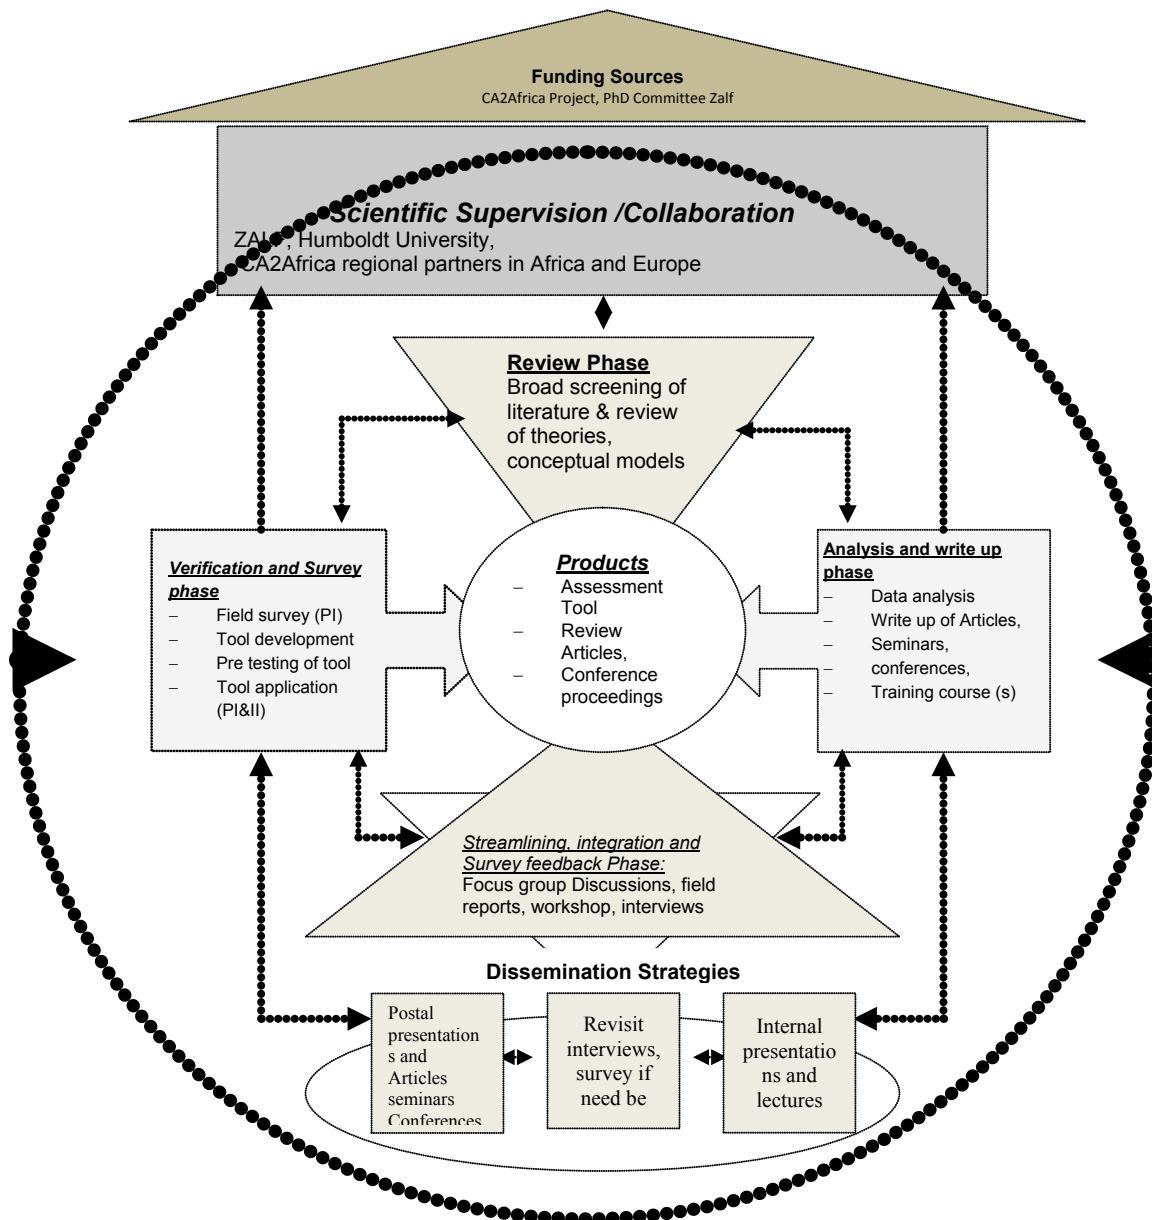 Funding Sources
CA2Africa Project, PhD Committee Zalf
Scientific Supervision /Collaboration
ZALF, Humboldt University,
CA2Africa regional partners in Africa and Europe
Review Phase
Broad screening of
literature & review
of theories,
conceptual models
Verification and Survey
phase
– Field survey (PI)
– Tool development
– Pre testing of tool
– Tool application
(PI&II)
Products
– Assessment
Tool
– Review
Articles,
– Conference
proceedings
Analysis and write up
phase
– Data analysis
– Write up of Articles,
– Seminars,
– conferences,
– Training course (s)
Streamlining, integration and
Survey feedback Phase:
Focus group Discussions, field
reports, workshop, interviews
Dissemination Strategies
Postal
presentation
s and
Articles
seminars
Conferences
Revisit
interviews,
survey if
need be
Internal
presentatio
ns and
lectures